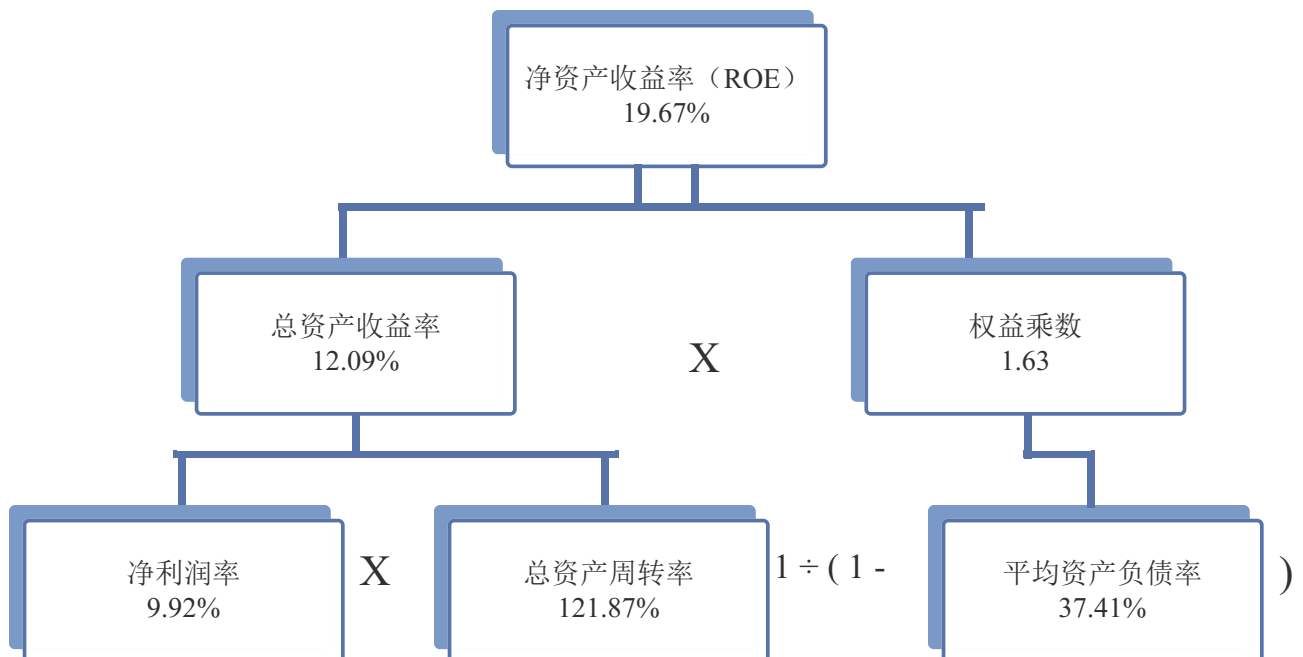 净资产收益率（ROE）
19.67%
总资产收益率
12.09%
X
权益乘数
1.63
净利润率
9.92%
X
总资产周转率
121.87%
1 ÷ ( 1 -
平均资产负债率
37.41%
)